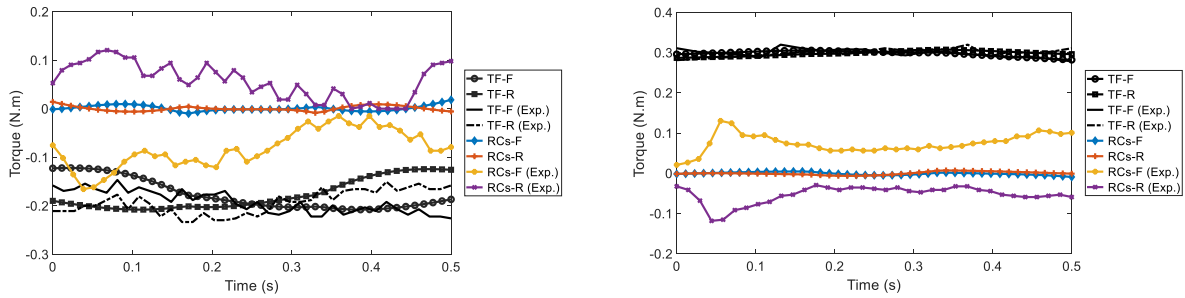 0.2
0.1
0
-0.1
-0.2
-0.3
Torque (N.m)
0
0.1
0.2
0.3
0.4
0.5
Time (s)
TF-F
TF-R
TF-F (Exp.)
TF-R (Exp.)
RCs-F
RCs-R
RCs-F (Exp.)
RCs-R (Exp.)
0.4
0.3
0.2
0.1
0
-0.1
-0.2
Torque (N.m)
0
0.1
0.2
0.3
0.4
0.5
Time (s)
TF-F
TF-R
TF-F (Exp.)
TF-R (Exp.)
RCs-F
RCs-R
RCs-F (Exp.)
RCs-R (Exp.)